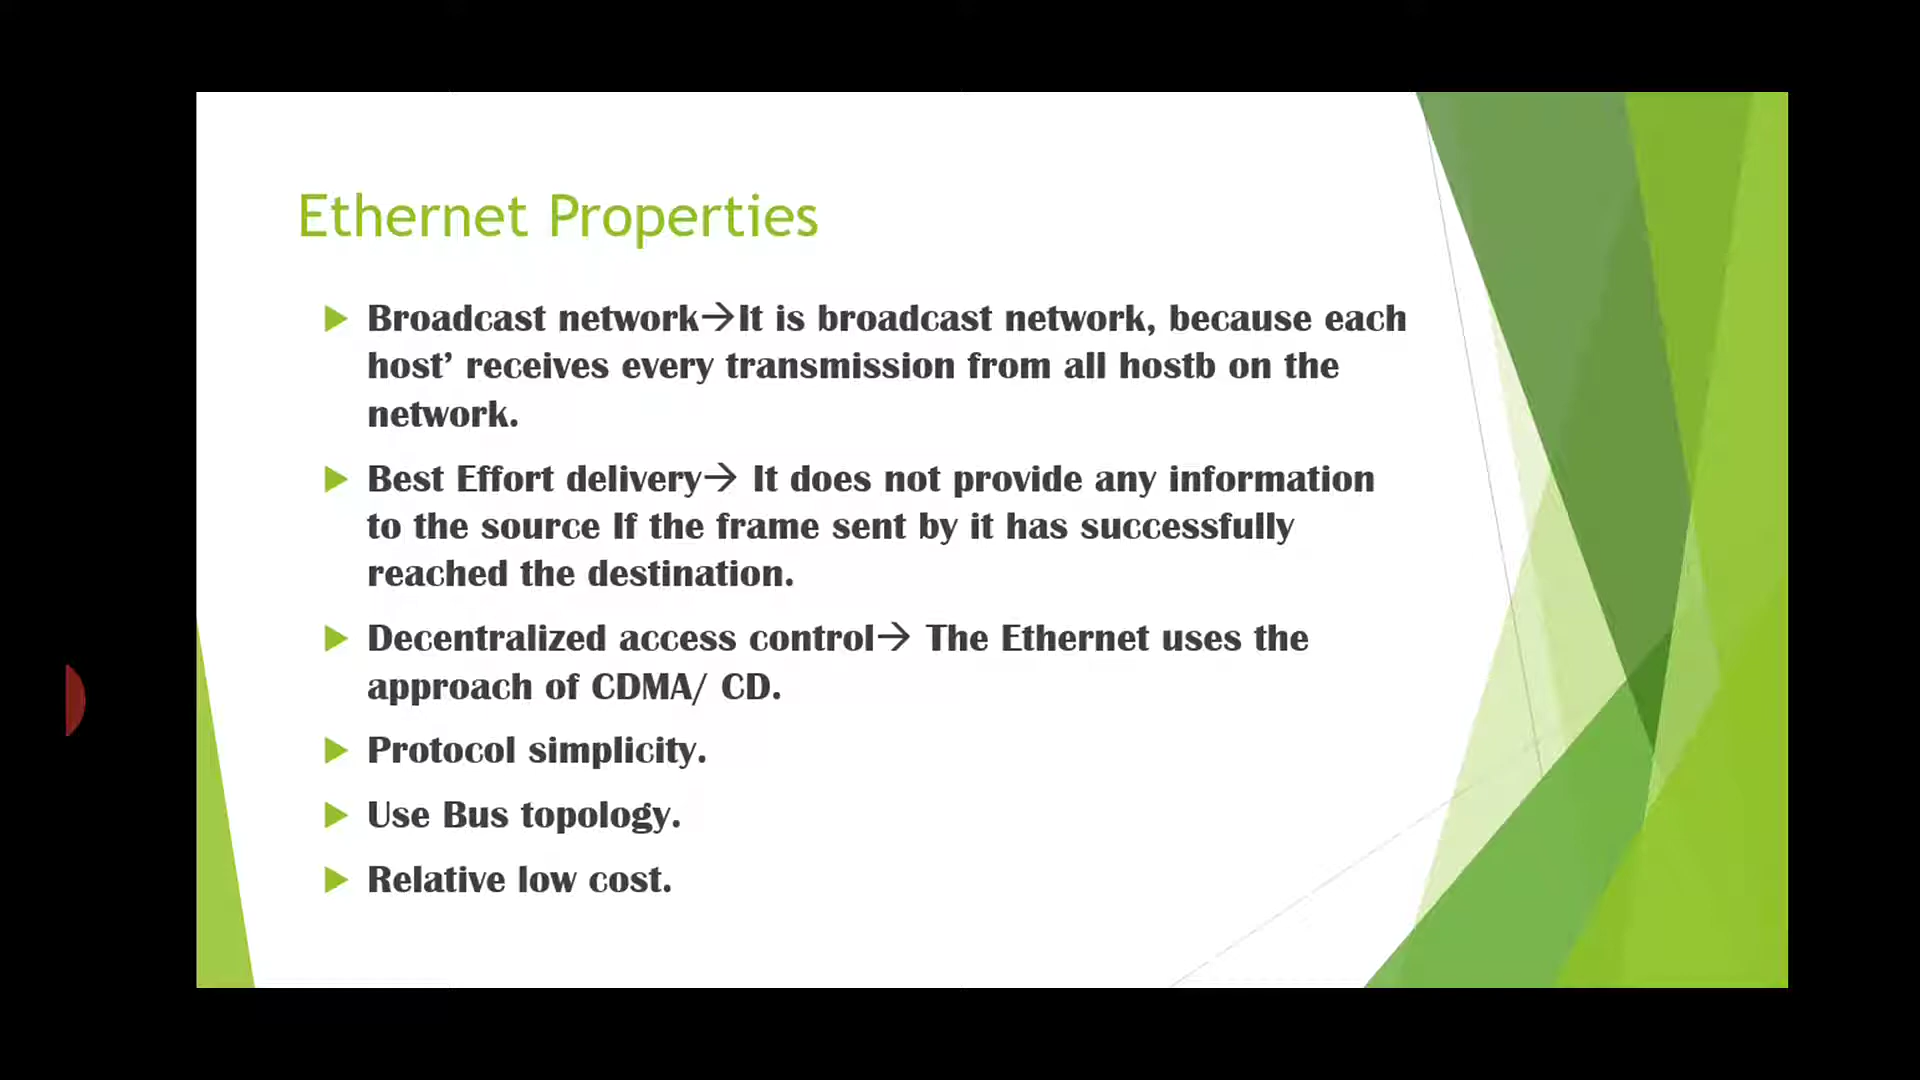 Ethernet Properties
Broadcast network→It is broadcast network, because each
host’ receives every transmission from all hostb on the
network.
Best Effort delivery→ It does not provide any information
to the source If the frame sent by it has successfully
reached the destination.
Decentralized access control→ The Ethernet uses the
approach of CDMA/ CD.
Protocol simplicity.
Use Bus topology.
Relative low cost.